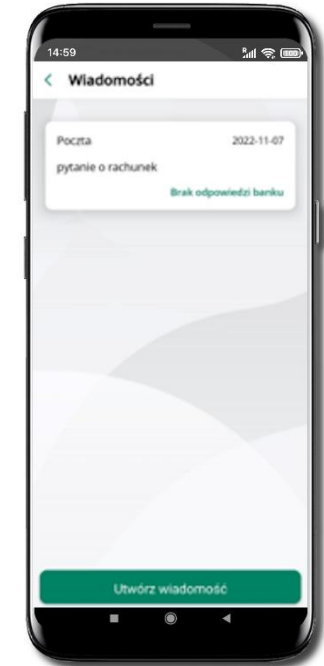 14:59
Wiadomości
Poczta 2022-11-07
pytanie o rachunek
Brak odpowiedzi banku
Utwórz wiadomość